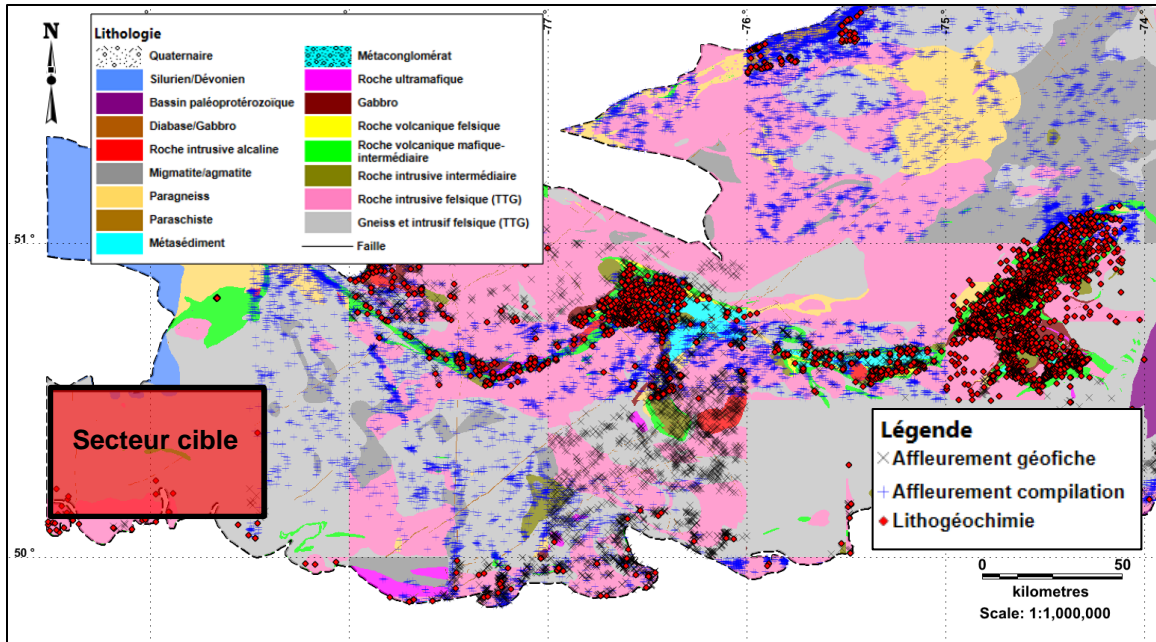 -77
-76
-75
-74
N
Lithologie
Quaternaire
Silurien/Dévonien
Bassin paléoprotérozoïque
Diabase/Gabbro
Roche intrusive alcaline
Migmatite/agmatite
Paragneiss
Paraschiste
Métasédiment
Métaconglomérat
Roche ultramafique
Gabbro
Roche volcanique felsique
Roche volcanique mafique-
intermédiaire
Roche intrusive intermédiaire
Roche intrusive felsique (TTG)
Gneiss et intrusif felsique (TTG)
Faille
51 °
Secteur cible
Légende
Affleurement géofiche
Affleurement compilation
Lithogéochimie
50 °
0 50
kilometres
Scale: 1:1,000,000